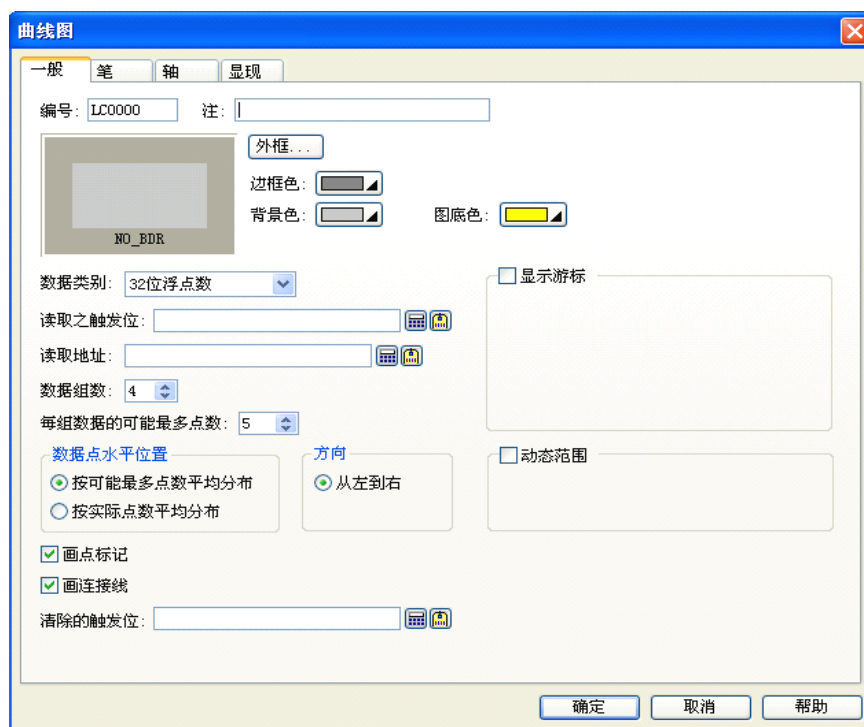 曲线图
一般 笔 轴 显现
编号: LC0000 注:
外框...
NO_BDR
边框色:
背景色: 图底色:
数据类别: 32位浮点数
显示游标
读取之触发位:
读取地址:
数据组数: 4
每组数据的可能最多点数: 5
数据点水平位置 方向 动态范围
按可能最多点数平均分布 从左到右
按实际点数平均分布
画点标记
画连接线
清除的触发位:
确定 取消 帮助